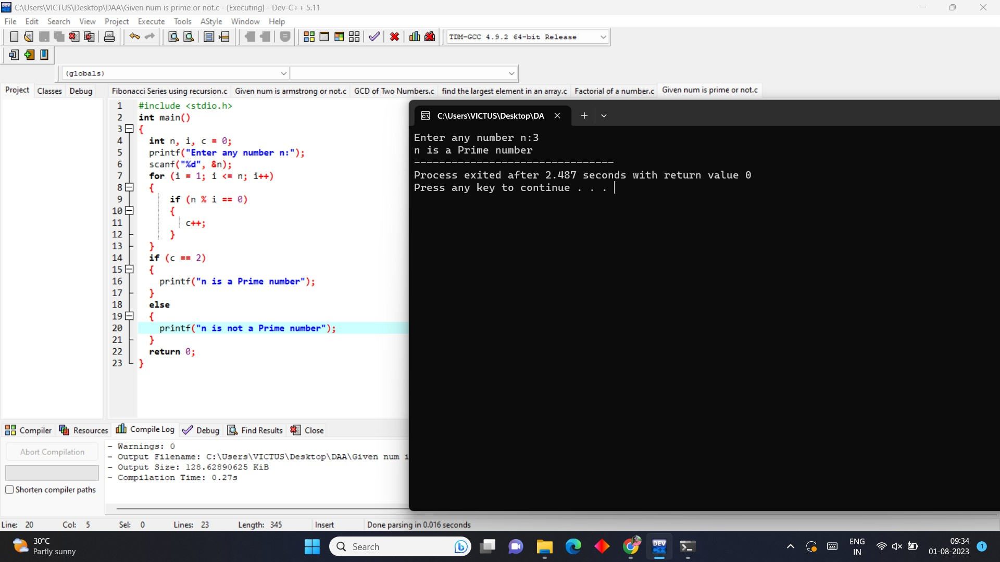 C:\Users\VICTUS\Desktop\DAA\Given num is prime or not.c - [Executing] - Dev-C++ 5.11
File Edit Search View Project Execute Tools AStyle Window Help
TDM-GCC 4.9.2 64-bit Release
(globals)
Project Classes Debug
Fibonacci Series using recursion.c Given num is armstrong or not.c GCD of Two Numbers.c find the largest element in an array.c Factorial of a number.c Given num is prime or not.c
1 #include <stdio.h>
2 int main()
3 {
4 int n, i, c = 0;
5 printf("Enter any number n:");
6 scanf("%d", &n);
7 for (i = 1; i <= n; i++)
8 {
9 if (n % i == 0)
10 {
11 c++;
12 }
13 }
14 if (c == 2)
15 {
16 printf("n is a Prime number");
17 }
18 else
19 {
20 printf("n is not a Prime number");
21 }
22 return 0;
23 }
C:\Users\VICTUS\Desktop\DA
Enter any number n:3
n is a Prime number
--------------------------------
Process exited after 2.487 seconds with return value 0
Press any key to continue . . .
Compiler Resources Compile Log Debug Find Results Close
Abort Compilation
Shorten compiler paths
- Warnings: 0
- Output Filename: C:\Users\VICTUS\Desktop\DAA\Given num i
- Output Size: 128.62890625 KiB
- Compilation Time: 0.27s
Line: 20 Col: 5 Sel: 0 Lines: 23 Length: 345 Insert Done parsing in 0.016 seconds
30°C
Partly sunny
Search
DEV
C++
ENG
IN
09:34
01-08-2023
1